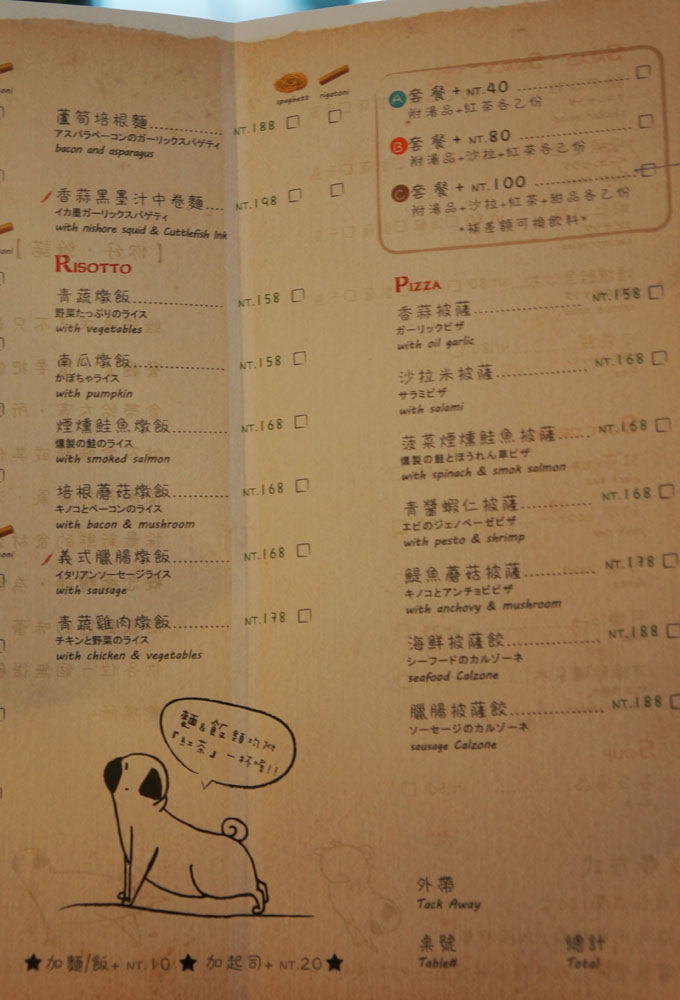 spaghetti rigatoni
蘆筍培根麵 NT.188
アスパラベーコンのガーリックスパゲティ
bacon and asparagus
香蒜黑墨汁中卷麵 NT.198
イカ墨ガーリックスパゲティ
with nishore squid & Cuttlefish Ink
RISOTTO
青蔬燉飯 NT.158
野菜たっぷりのライス
with vegetables
南瓜燉飯 NT.158
かぼちゃライス
with pumpkin
煙燻鮭魚燉飯 NT.168
燻製の鮭のライス
with smoked salmon
培根蘑菇燉飯 NT.168
キノコとベーコンのライス
with bacon & mushroom
義式臘腸燉飯 NT.168
イタリアンソーセージライス
with sausage
青蔬雞肉燉飯 NT.178
チキンと野菜のライス
with chicken & vegetables
麵&飯類均附
『紅茶』一杯喔!!
★加麵/飯+ NT.10 ★ 加起司+ NT.20★
A 套餐 + NT.40
附湯品+紅茶各乙份
B 套餐 + NT.80
附湯品+沙拉+紅茶各乙份
C 套餐 + NT.100
附湯品+沙拉+紅茶+甜品各乙份
*補差額可換飲料*
PIZZA
香蒜披薩 NT.158
ガーリックピザ
with oil garlic
沙拉米披薩 NT.168
サラミピザ
with salami
菠菜煙燻鮭魚披薩 NT.168
燻製の鮭とほうれん草ピザ
with spinach & smok salmon
青醬蝦仁披薩 NT.168
エビのジェノベーゼピザ
with pesto & shrimp
鯷魚蘑菇披薩 NT.178
キノコとアンチョビピザ
with anchovy & mushroom
海鮮披薩餃 NT.188
シーフードのカルゾーネ
seafood Calzone
臘腸披薩餃 NT.188
ソーセージのカルゾーネ
sausage Calzone
外帶
Tack Away
桌號 總計
Table# Total